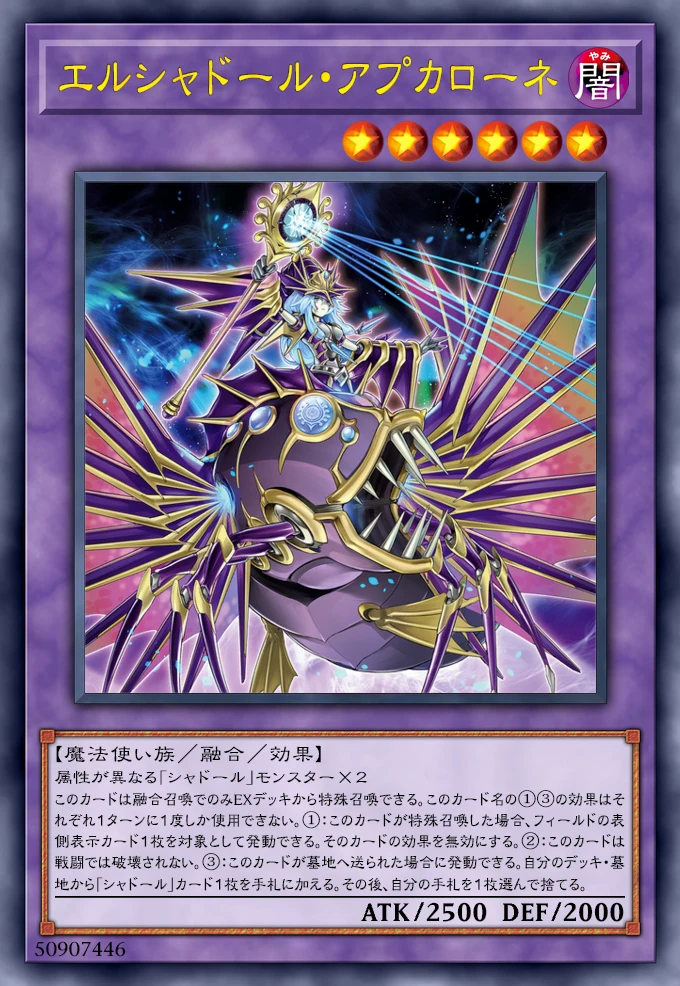 エルシャドール・アプカローネ
やみ
闇
【魔法使い族／融合／効果】
属性が異なる「シャドール」モンスター×2
このカードは融合召喚でのみEXデッキから特殊召喚できる。このカード名の①③の効果はそ
れぞれ1ターンに1度しか使用できない。①：このカードが特殊召喚した場合、フィールドの表
側表示カード1枚を対象として発動できる。そのカードの効果を無効にする。②：このカードは
戦闘では破壊されない。③：このカードが墓地へ送られた場合に発動できる。自分のデッキ・墓
地から「シャドール」カード1枚を手札に加える。その後、自分の手札を1枚選んで捨てる。
ATK/2500 DEF/2000
50907446